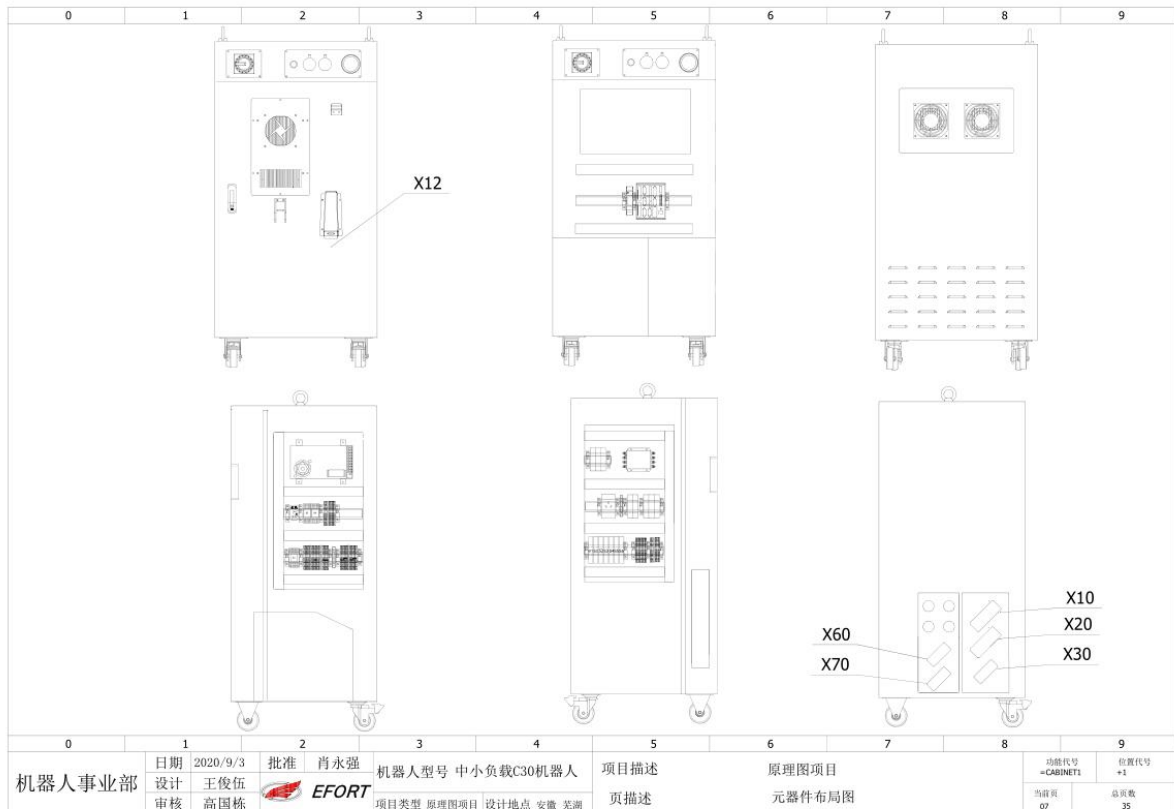 0 1 2 3 4 5 6 7 8 9
X12
X10
X60
X20
X70
X30
0 1 2 3 4 5 6 7 8 9
机器人事业部
日期 2020/9/3 批准 肖永强
设计 王俊伍
审核 高国栋
EFORT
机器人型号 中小负载C30机器人
项目类型 原理图项目 设计地点 安徽 芜湖
项目描述 原理图项目
页描述 元器件布局图
功能代号 位置代号
=CABINET1 +1
当前页 总页数
07 35